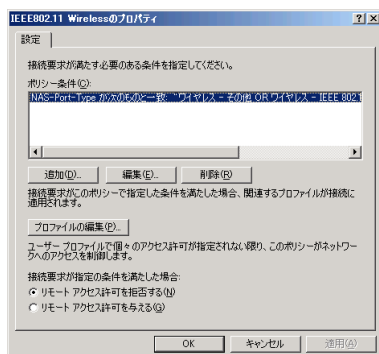 IEEE802.11 Wirelessのプロパティ
設定
接続要求が満たす必要のある条件を指定してください。
ポリシー条件(C):
NAS-Port-Type が次のものと一致: "ワイヤレス - その他 OR ワイヤレス - IEEE 802.1
追加(D)... 編集(E)... 削除(R)
接続要求がこのポリシーで指定した条件を満たした場合、関連するプロファイルが接続に
適用されます。
プロファイルの編集(P)...
ユーザー プロファイルで個々のアクセス許可が指定されない限り、このポリシーがネットワー
クへのアクセスを制御します。
接続要求が指定の条件を満たした場合:
リモート アクセス許可を拒否する(N)
リモート アクセス許可を与える(G)
OK キャンセル 適用(A)